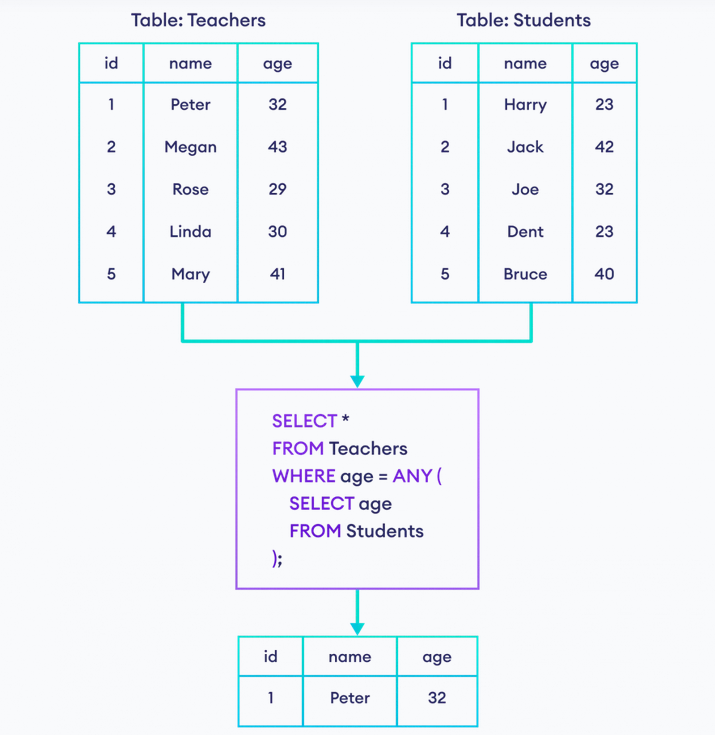 Table: Teachers
id name age
1 Peter 32
2 Megan 43
3 Rose 29
4 Linda 30
5 Mary 41
Table: Students
id name age
1 Harry 23
2 Jack 42
3 Joe 32
4 Dent 23
5 Bruce 40
SELECT *
FROM Teachers
WHERE age = ANY (
SELECT age
FROM Students
);
id name age
1 Peter 32